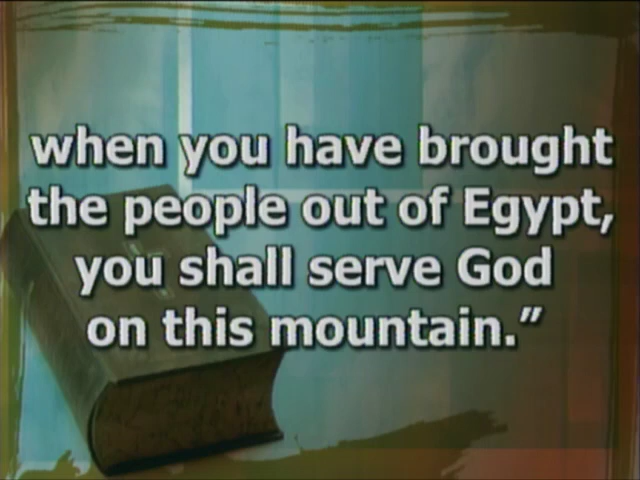 when you have brought
the people out of Egypt,
you shall serve God
on this mountain.”